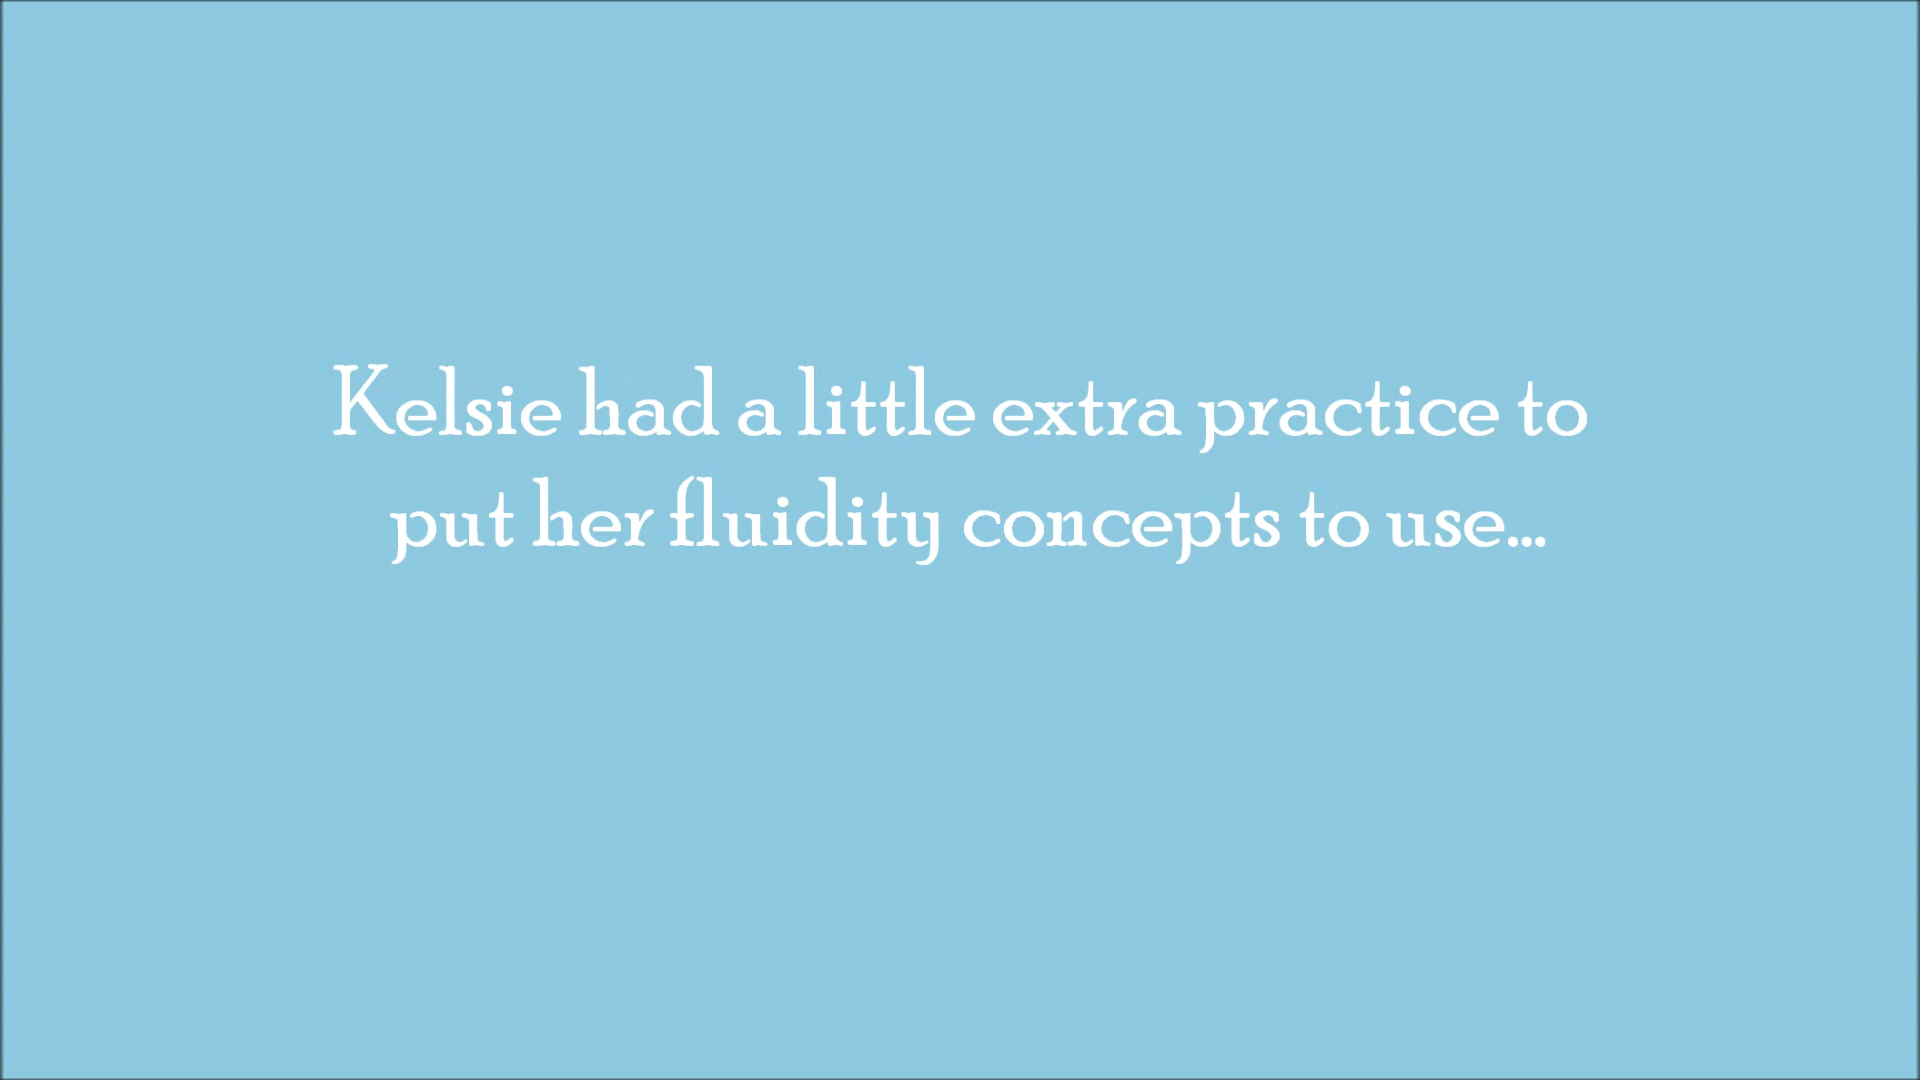 Kelsie had a little extra practice to
put her fluidity concepts to use...